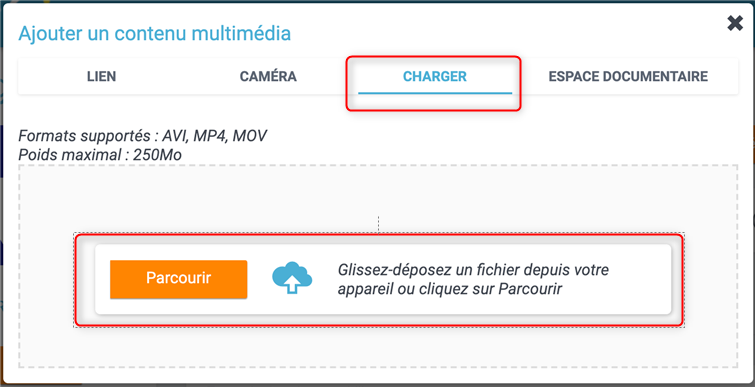 Ajouter un contenu multimédia
LIEN CAMÉRA CHARGER ESPACE DOCUMENTAIRE
Formats supportés : AVI, MP4, MOV
Poids maximal : 250Mo
Parcourir
Glissez-déposez un fichier depuis votre
appareil ou cliquez sur Parcourir